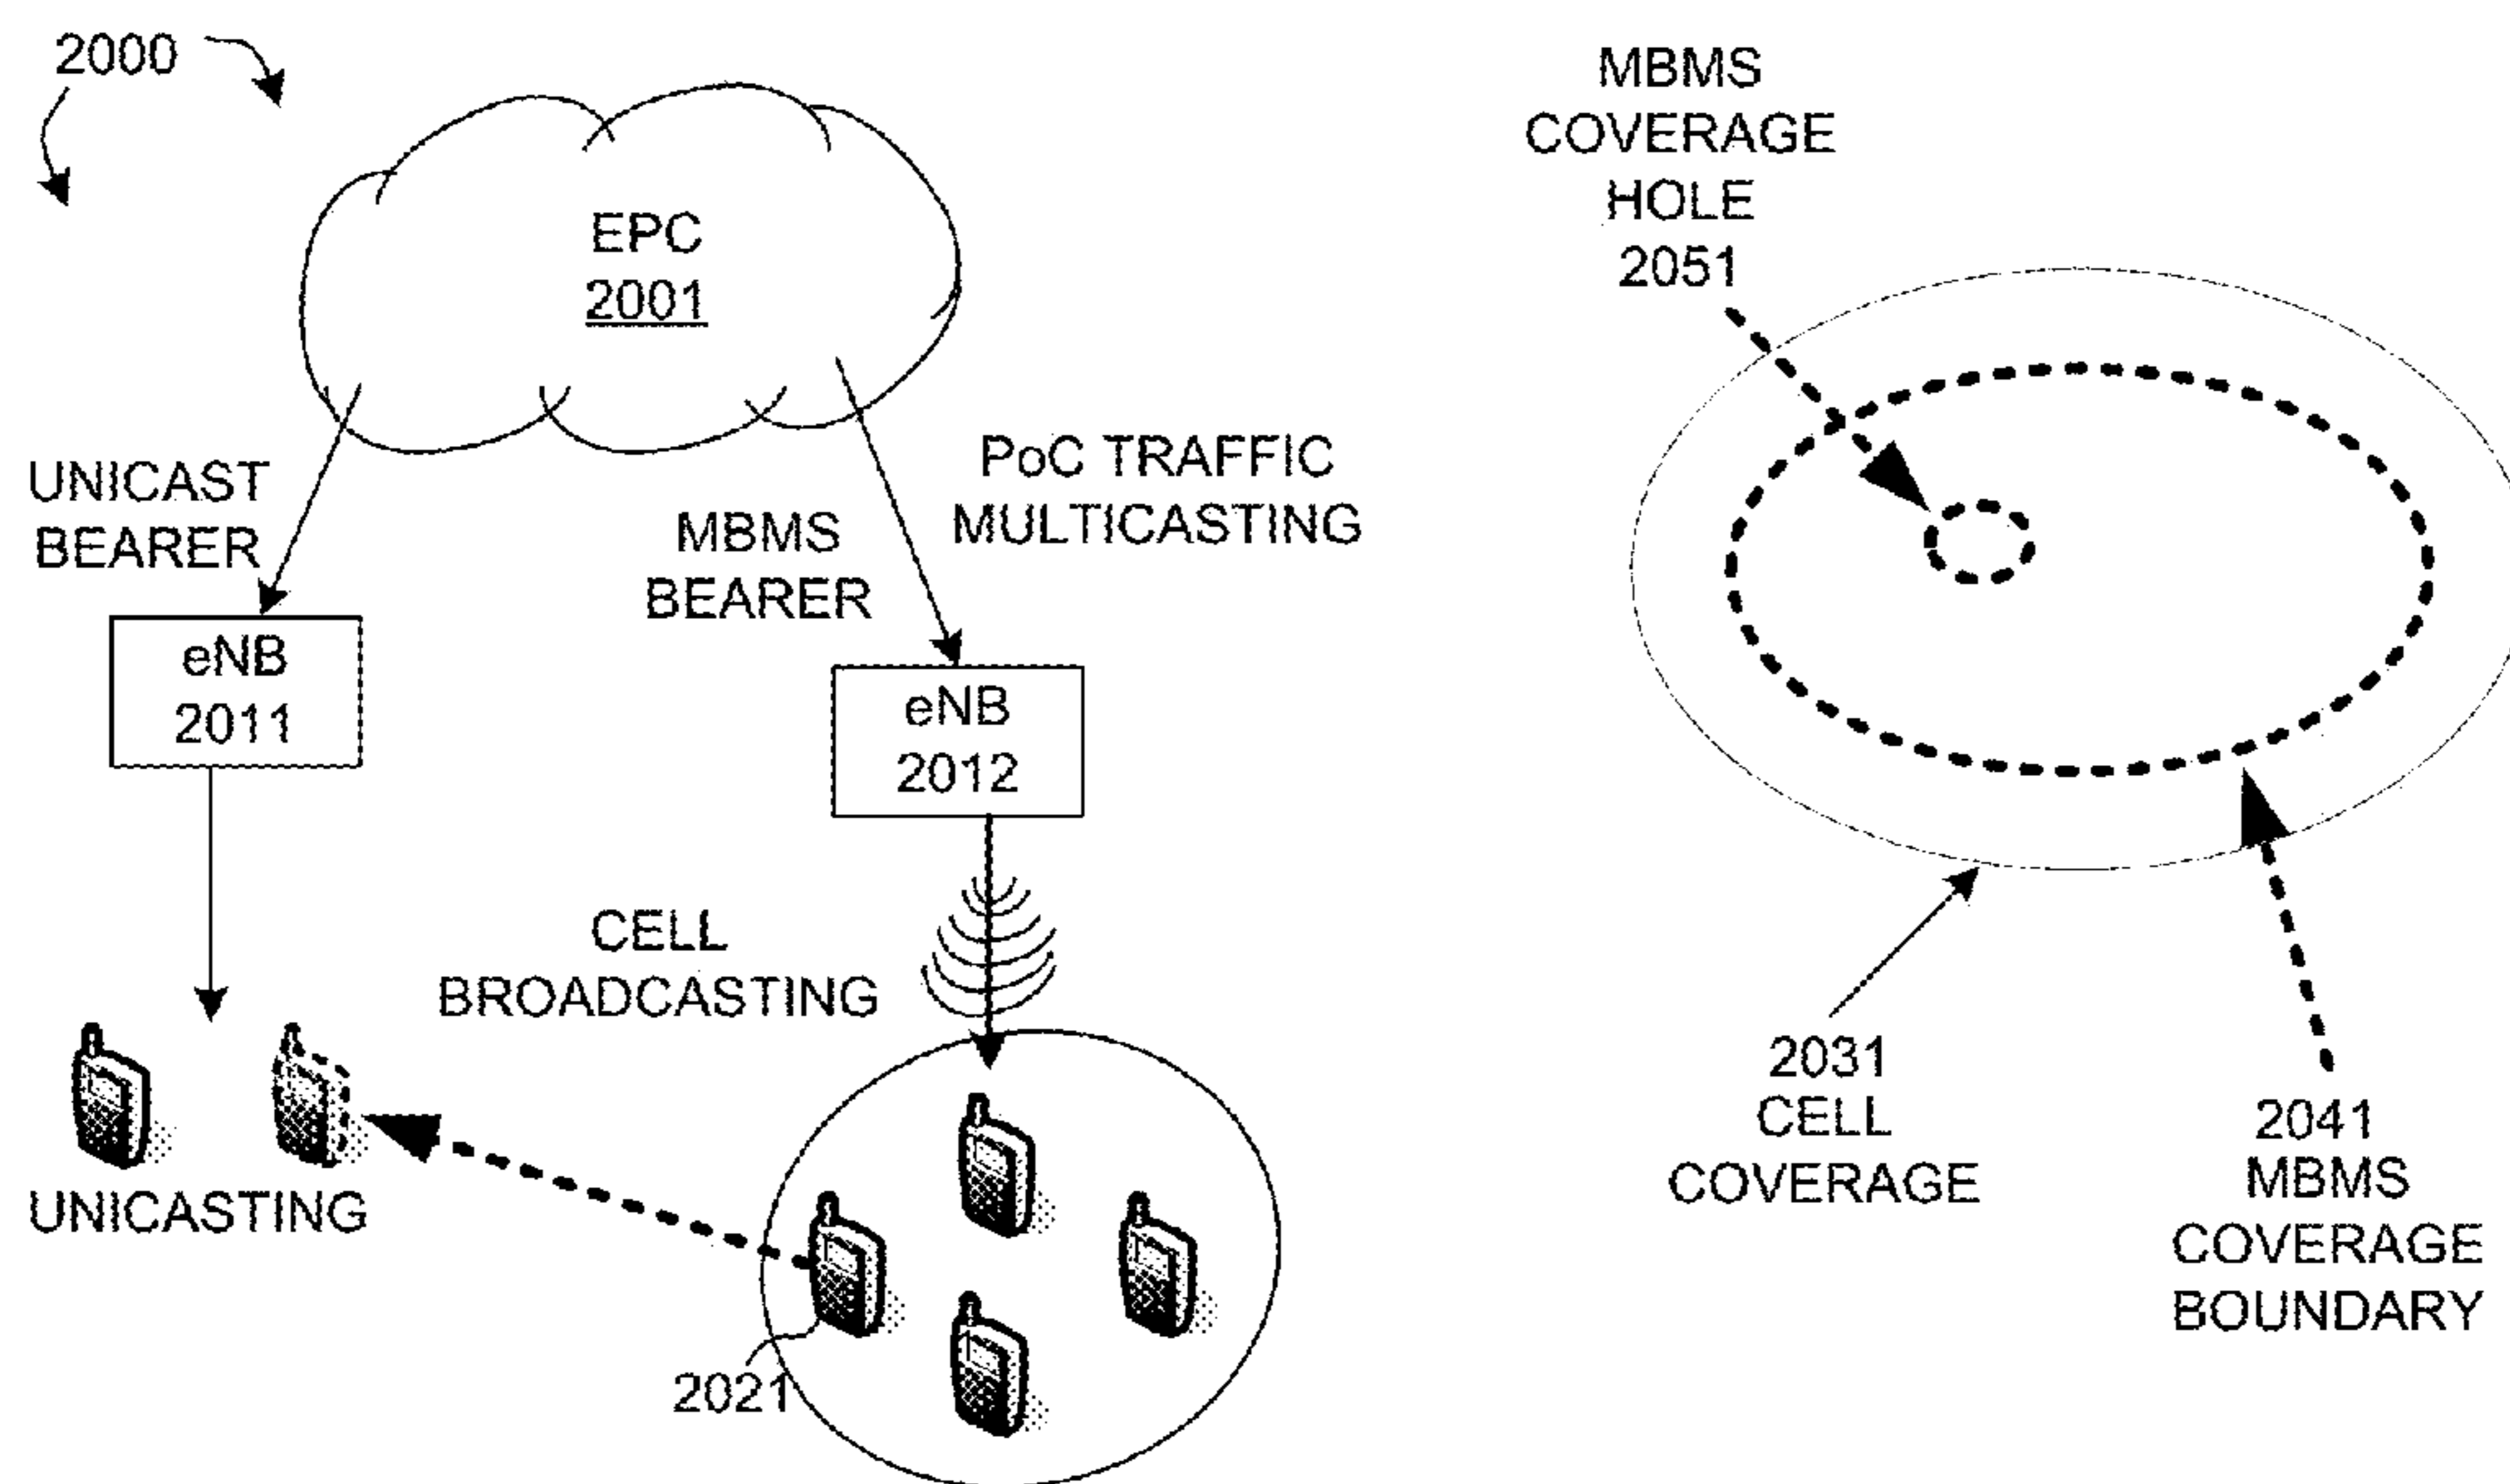 2000
EPC
2001
UNICAST
BEARER
MBMS
BEARER
PoC TRAFFIC
MULTICASTING
eNB
2011
eNB
2012
CELL
BROADCASTING
UNICASTING
2021
MBMS
COVERAGE
HOLE
2051
2031
CELL
COVERAGE
2041
MBMS
COVERAGE
BOUNDARY